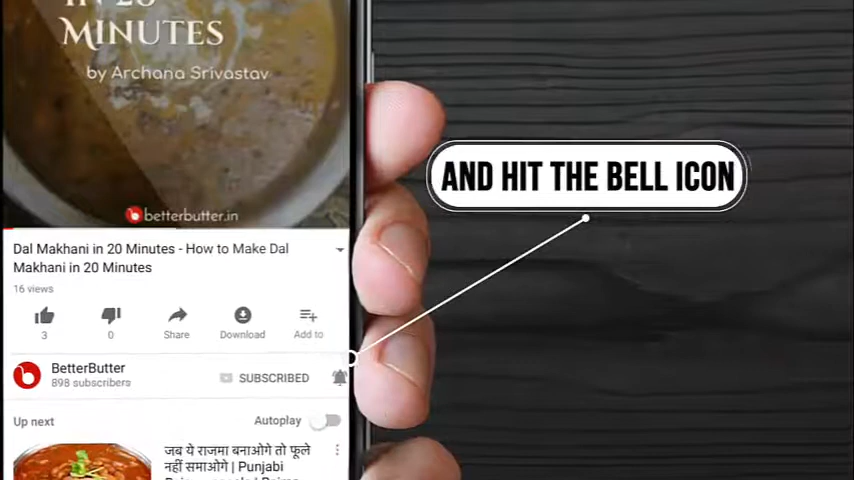 MINUTES
by Archana Srivastav
betterbutter.in
AND HIT THE BELL ICON
Dal Makhani in 20 Minutes - How to Make Dal
Makhani in 20 Minutes
16 views
3
0
Share
Download
Add to
BetterButter
898 subscribers
SUBSCRIBED
Up next
Autoplay
जब ये राजमा बनाओगे तो फूले
नहीं समाओगे | Punjabi